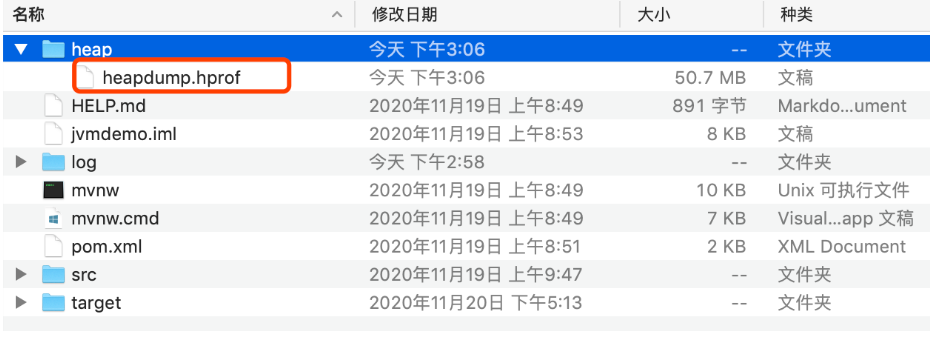 名称 修改日期 大小 种类
heap 今天 下午3:06 -- 文件夹
heapdump.hprof 今天 下午3:06 50.7 MB 文稿
HELP.md 2020年11月19日 上午8:49 891 字节 Markdo...ument
jvmdemo.iml 2020年11月19日 上午8:53 8 KB 文稿
log 今天 下午2:58 -- 文件夹
mvnw 2020年11月19日 上午8:49 10 KB Unix 可执行文件
mvnw.cmd 2020年11月19日 上午8:49 7 KB Visual...app 文稿
pom.xml 2020年11月19日 上午8:51 2 KB XML Document
src 2020年11月19日 上午9:47 -- 文件夹
target 2020年11月20日 下午5:13 -- 文件夹